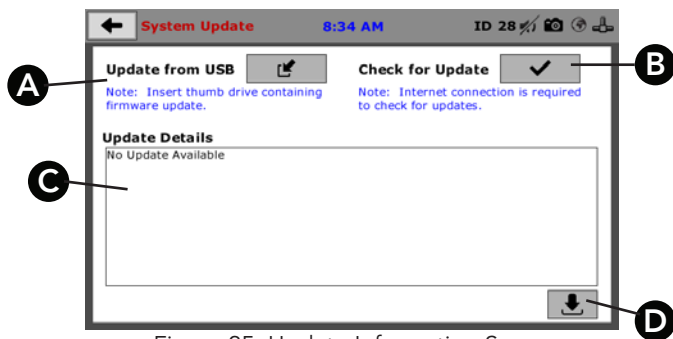 System Update 8:34 AM ID 28
Update from USB Check for Update
A B
Note: Insert thumb drive containing
firmware update.
Note: Internet connection is required
to check for updates.
Update Details
No Update Available
C
D